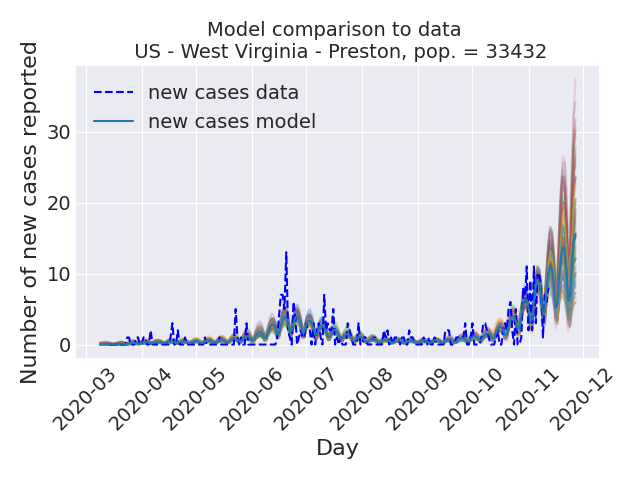 Model comparison to data
US - West Virginia - Preston, pop. = 33432
Number of new cases reported
new cases data
new cases model
30
20
10
0
2020-03
2020-04
2020-05
2020-06
2020-07
2020-08
2020-09
2020-10
2020-11
2020-12
Day